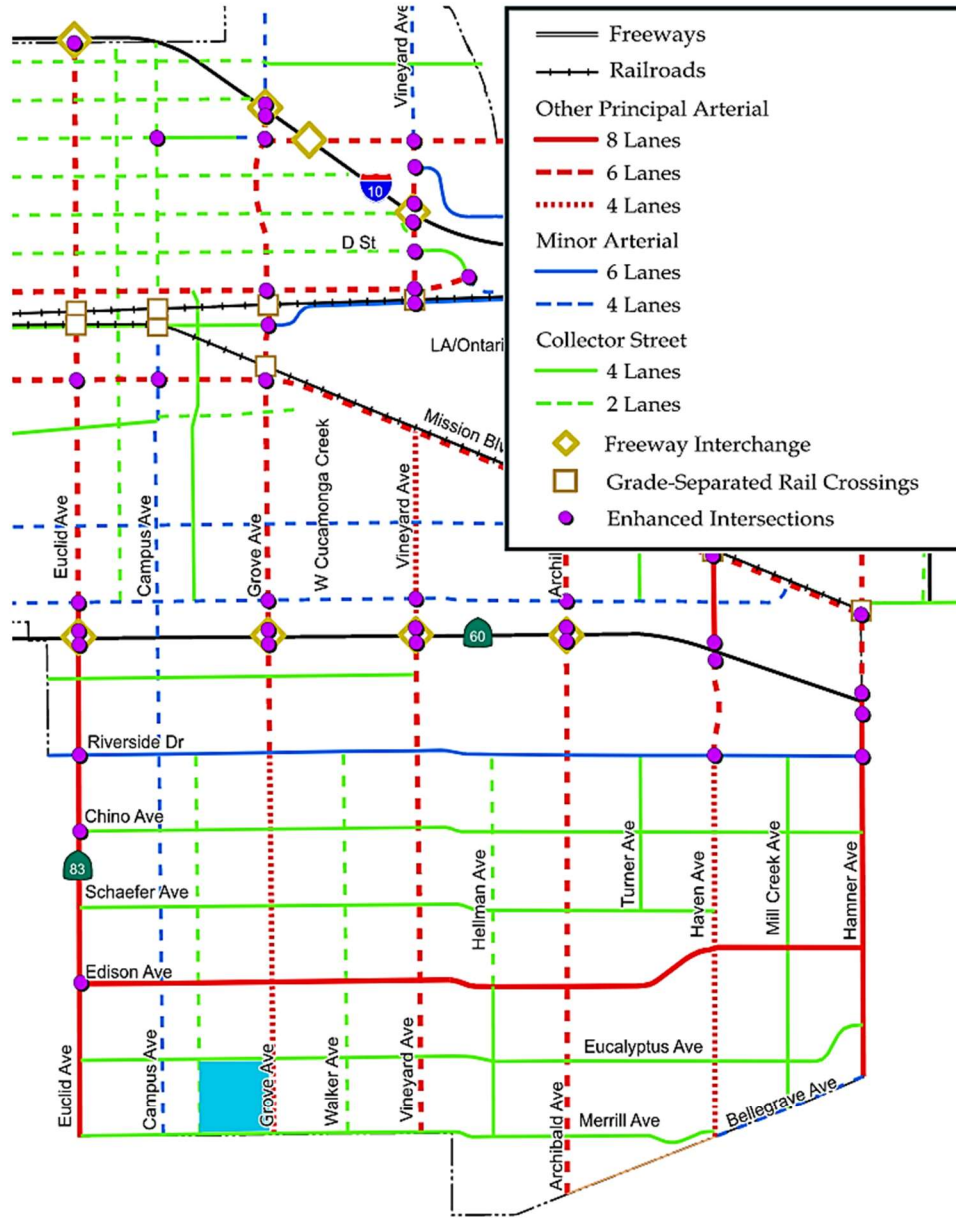 Vineyard Ave
10
D St
LA/Ontari
Mission Blv
Euclid Ave
Campus Ave
Grove Ave
W Cucamonga Creek
Vineyard Ave
Archil
60
Riverside Dr
Chino Ave
83
Schaefer Ave
Edison Ave
Hellman Ave
Turner Ave
Haven Ave
Mill Creek Ave
Hamner Ave
Eucalyptus Ave
Euclid Ave
Campus Ave
Grove Ave
Walker Ave
Vineyard Ave
Archibald Ave
Merrill Ave
Bellegrave Ave
Freeways
Railroads
Other Principal Arterial
8 Lanes
6 Lanes
4 Lanes
Minor Arterial
6 Lanes
4 Lanes
Collector Street
4 Lanes
2 Lanes
Freeway Interchange
Grade-Separated Rail Crossings
Enhanced Intersections